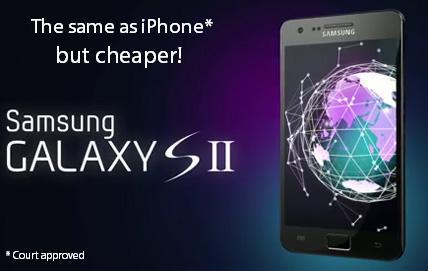 The same as iPhone*
but cheaper!
SAMSUNG
Samsung
GALAXY S II
* Court approved